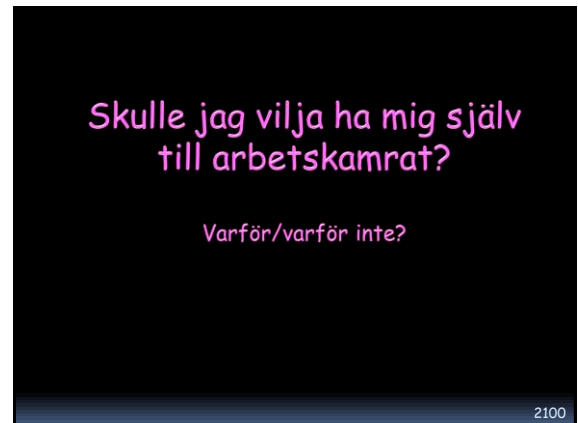 Skulle jag vilja ha mig själv
till arbetskamrat?
Varför/varför inte?
2100